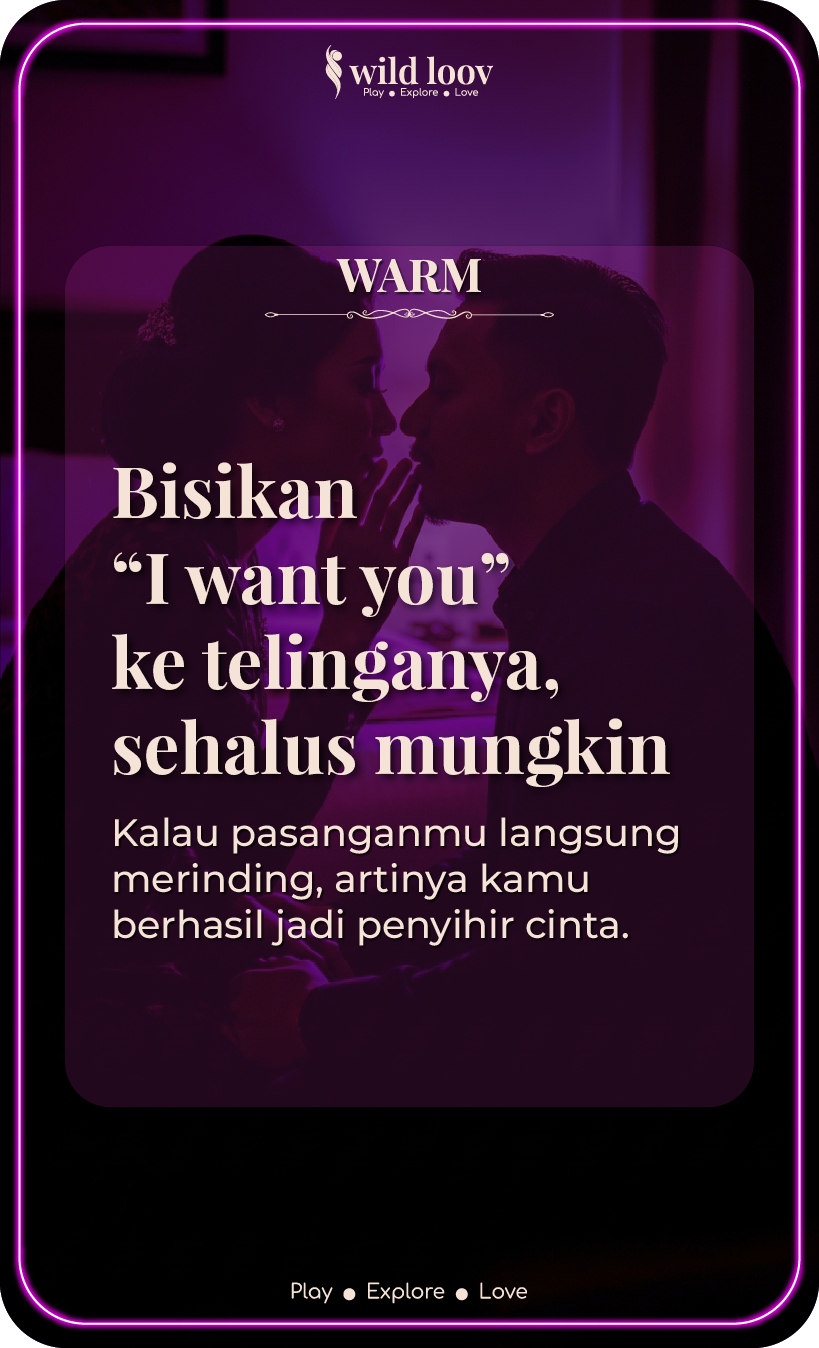 wild loov
Play ● Explore ● Love
WARM
Bisikan
“I want you”
ke telinganya,
sehalus mungkin
Kalau pasanganmu langsung
merinding, artinya kamu
berhasil jadi penyihir cinta.
Play ● Explore ● Love